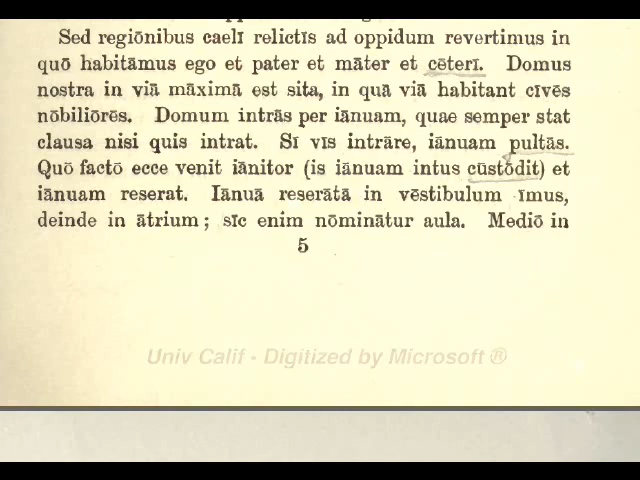 Sed regiōnibus caelī relictīs ad oppidum revertimus in
quō habitāmus ego et pater et māter et cēterī. Domus
nostra in viā māximā est sita, in quā viā habitant cīvēs
nōbiliōrēs. Domum intrās per iānuam, quae semper stat
clausa nisi quis intrat. Sī vīs intrāre, iānuam pultās.
Quō factō ecce venit iānitor (is iānuam intus cūstōdit) et
iānuam reserat. Iānuā reserātā in vēstibulum īmus,
deinde in ātrium; sīc enim nōminātur aula. Mediō in
5
Univ Calif - Digitized by Microsoft ®